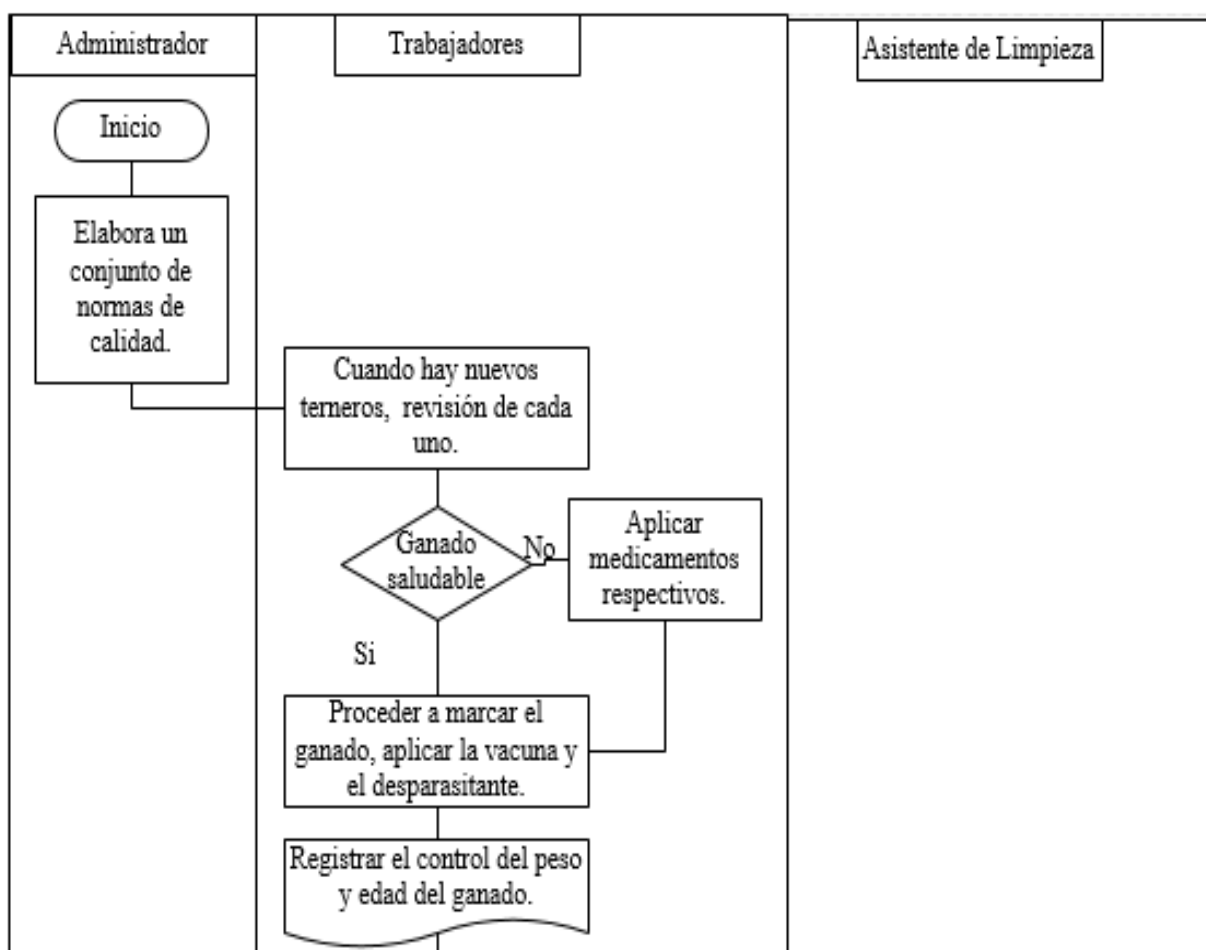 Administrador
Trabajadores
Asistente de Limpieza
Inicio
Elabora un
conjunto de
normas de
calidad.
Cuando hay nuevos
terneros, revisión de cada
uno.
Ganado
saludable
No
Aplicar
medicamentos
respectivos.
Si
Proceder a marcar el
ganado, aplicar la vacuna y
el desparasitante.
Registrar el control del peso
y edad del ganado.